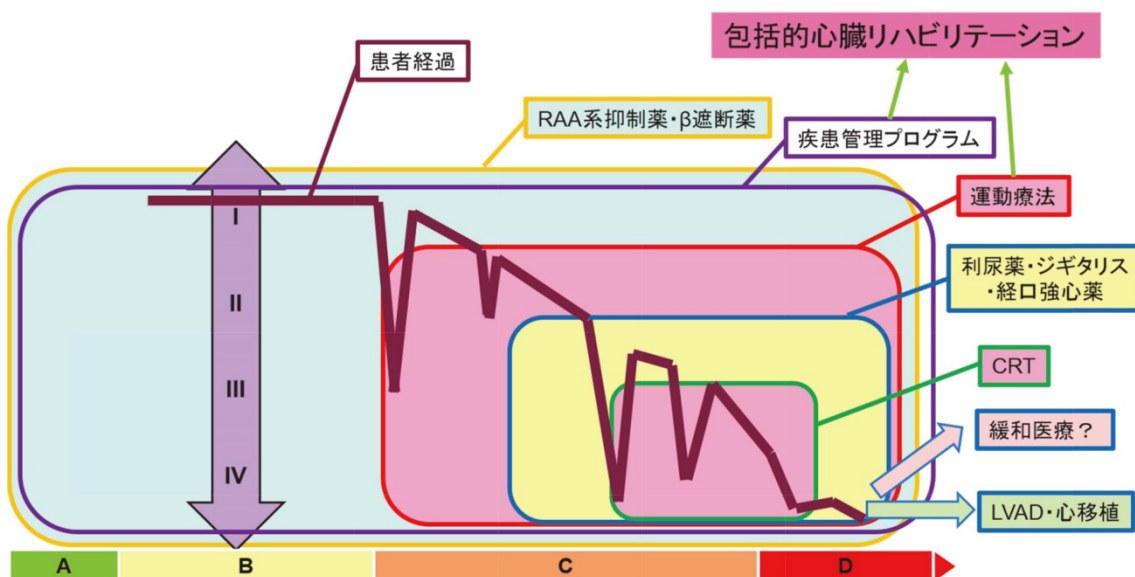 包括的心臓リハビリテーション
患者経過
RAA系抑制薬・β遮断薬
疾患管理プログラム
運動療法
利尿薬・ジギタリス
・経口強心薬
CRT
緩和医療？
LVAD・心移植
I
II
III
IV
A
B
C
D